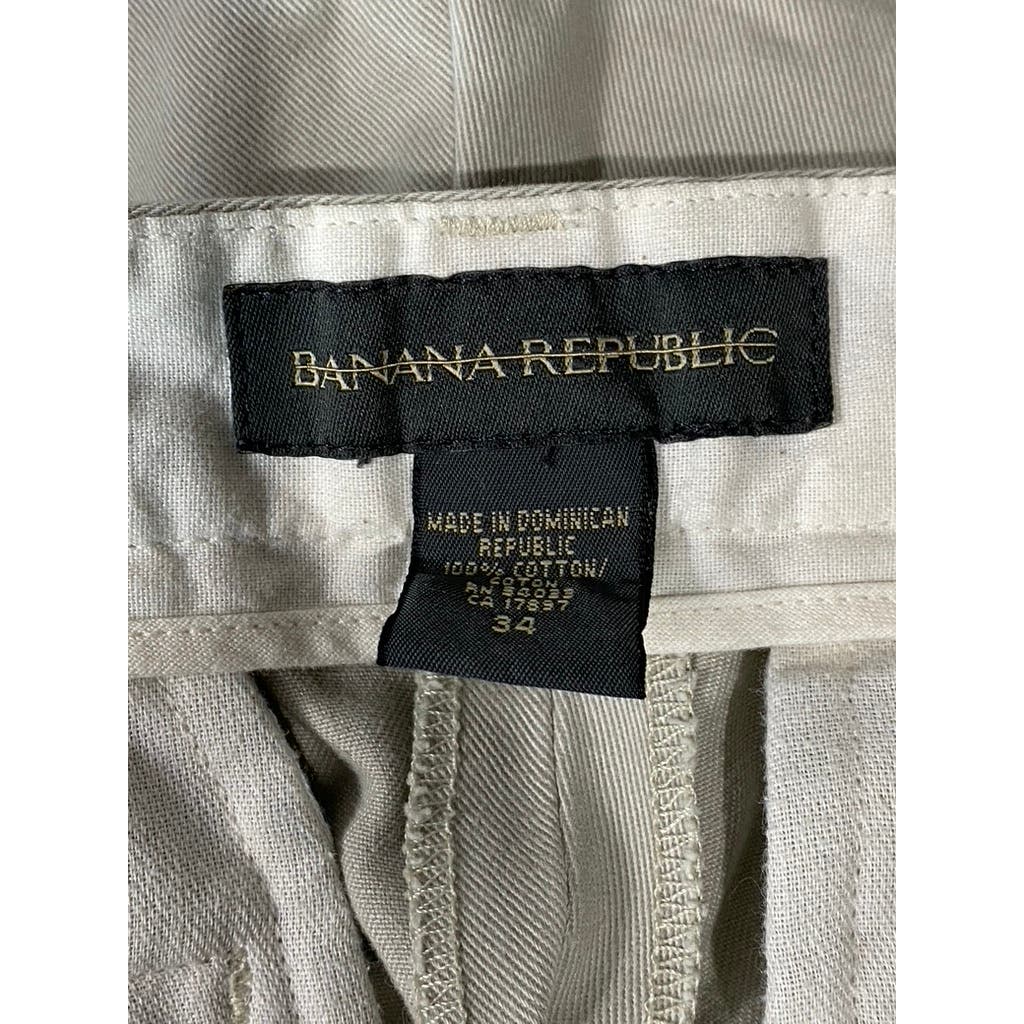 BANANA REPUBLIC
MADE IN DOMINICAN
REPUBLIC
100% COTTON/
COTON
RN 54023
CA 17897
34